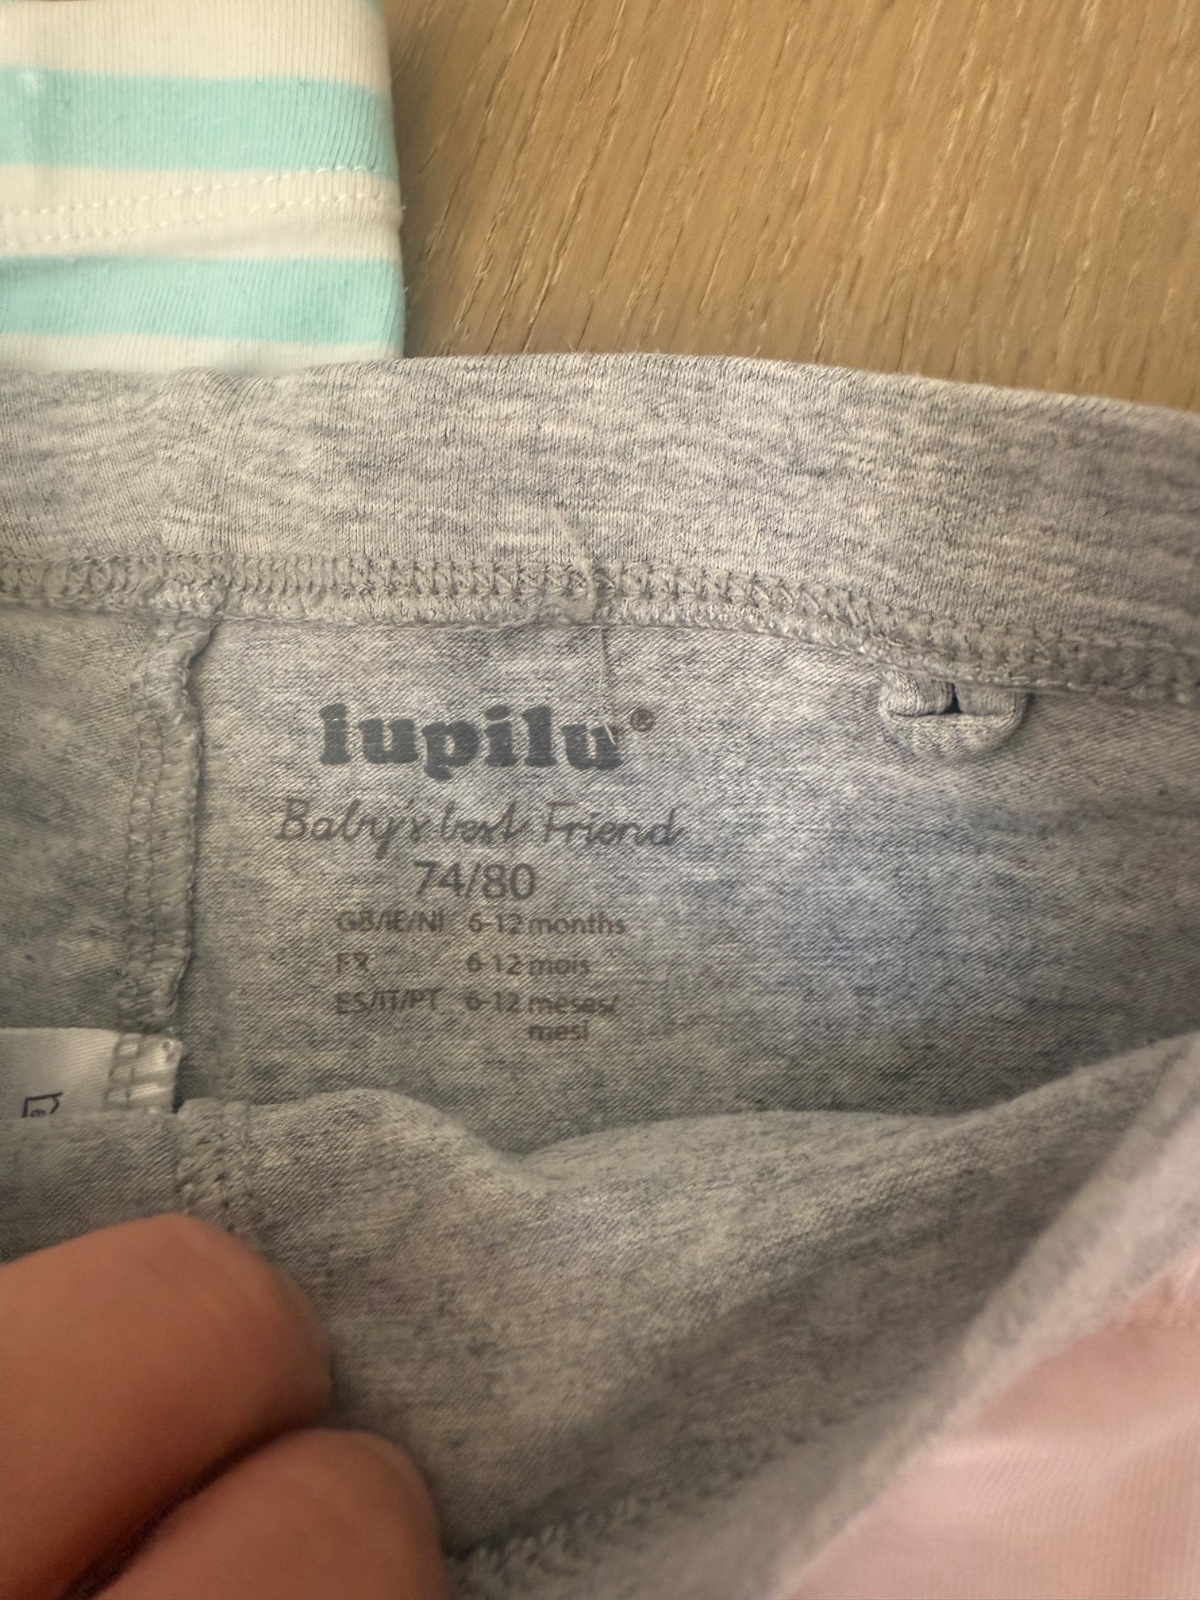 lupilu®
Baby's best Friend
74/80
GB/IE/NI 6-12 months
FR 6-12 mois
ES/IT/PT 6-12 meses/
mesi